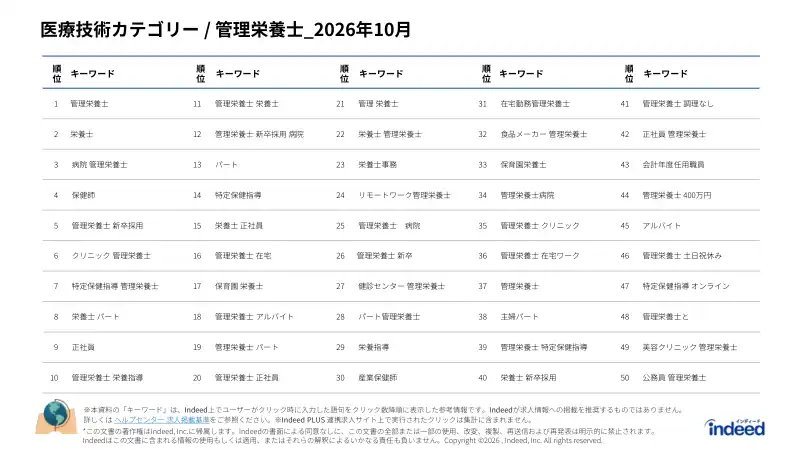 医療技術カテゴリー / 管理栄養士_2026年10月
順位 キーワード 順位 キーワード 順位 キーワード 順位 キーワード 順位 キーワード
1 管理栄養士 11 管理栄養士 栄養士 21 管理 栄養士 31 在宅勤務管理栄養士 41 管理栄養士 調理なし
2 栄養士 12 管理栄養士 新卒採用 病院 22 栄養士 管理栄養士 32 食品メーカー 管理栄養士 42 正社員 管理栄養士
3 病院 管理栄養士 13 パート 23 栄養士事務 33 保育園栄養士 43 会計年度任用職員
4 保健師 14 特定保健指導 24 リモートワーク管理栄養士 34 管理栄養士病院 44 管理栄養士 400万円
5 管理栄養士 新卒採用 15 栄養士 正社員 25 管理栄養士　病院 35 管理栄養士 クリニック 45 アルバイト
6 クリニック 管理栄養士 16 管理栄養士 在宅 26 管理栄養士 新卒 36 管理栄養士 在宅ワーク 46 管理栄養士 土日祝休み
7 特定保健指導 管理栄養士 17 保育園 栄養士 27 健診センター 管理栄養士 37 管理栄養士 47 特定保健指導 オンライン
8 栄養士 パート 18 管理栄養士 アルバイト 28 パート管理栄養士 38 主婦パート 48 管理栄養士と
9 正社員 19 管理栄養士 パート 29 栄養指導 39 管理栄養士 特定保健指導 49 美容クリニック 管理栄養士
10 管理栄養士 栄養指導 20 管理栄養士 正社員 30 産業保健師 40 栄養士 新卒採用 50 公務員 管理栄養士
※本資料の「キーワード」は、Indeed上でユーザーがクリック時に入力した語句をクリック数降順に表示した参考情報です。Indeedが求人情報への掲載を推奨するものではありません。
詳しくは ヘルプセンター 求人掲載基準をご参照ください。※Indeed PLUS 連携求人サイト上で実行されたクリックは集計に含まれません。
*この文書の著作権はIndeed, Inc.に帰属します。Indeedの書面による同意なしに、この文書の全部または一部の使用、改変、複製、再送信および再発表は明示的に禁止されます。
Indeedはこの文書に含まれる情報の使用もしくは適用、またはそれらの解釈によるいかなる責任も負いません。Copyright ©2026 , Indeed, Inc. All rights reserved.
インディード
indeed